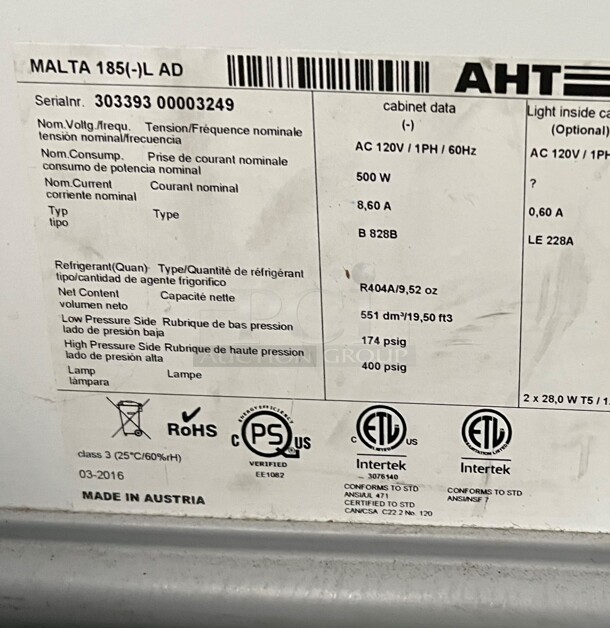 MALTA 185(-)L AD
AHT
Serialnr. 303393 00003249
cabinet data
(-)
Light inside
(Optional)
Nom.Voltg./frequ. Tension/Fréquence nominale
tensión nominal/frecuencia
AC 120V / 1PH / 60Hz
AC 120V / 1PH
Nom.Consump. Prise de courant nominale
consumo de potencia nominal
500 W
?
Nom.Current Courant nominal
corriente nominal
8,60 A
0,60 A
Typ Type
tipo
B 828B
LE 228A
Refrigerant(Quan) Type/Quantité de réfrigérant
tipo/cantidad de agente frigorifico
R404A/9,52 oz
Net Content Capacité nette
volumen neto
551 dm³/19,50 ft3
Low Pressure Side Rubrique de bas pression
lado de presión baja
174 psig
High Pressure Side Rubrique de haute pression
lado de presión alta
400 psig
Lamp Lampe
lámpara
2 x 28,0 W T5 / 1
PCI
AUCTION GROUP
RoHS
ENERGY EFFICIENCY
C PS US
VERIFIED
EE1082
C ETL US
Intertek
3076140
CONFORMS TO STD
ANSI/UL 471
CERTIFIED TO STD
CAN/CSA C22.2 No. 120
ETL
Intertek
CONFORMS TO STD
ANSI/NSF 7
class 3 (25°C/60%rH)
03-2016
MADE IN AUSTRIA